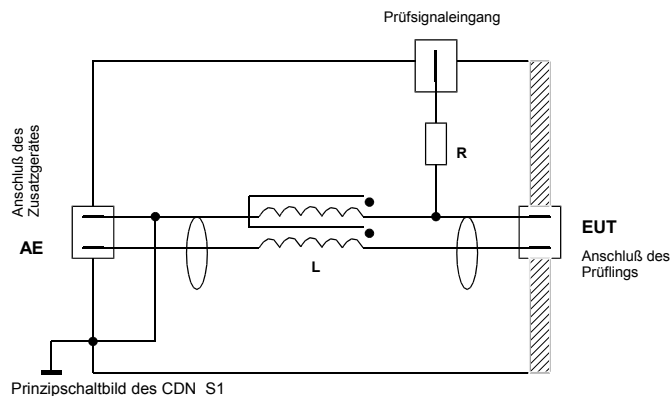 Prüfsignaleingang
Anschluß des
Zusatzgerätes
R
AE
EUT
Anschluß des
Prüflings
L
Prinzipschaltbild des CDN S1